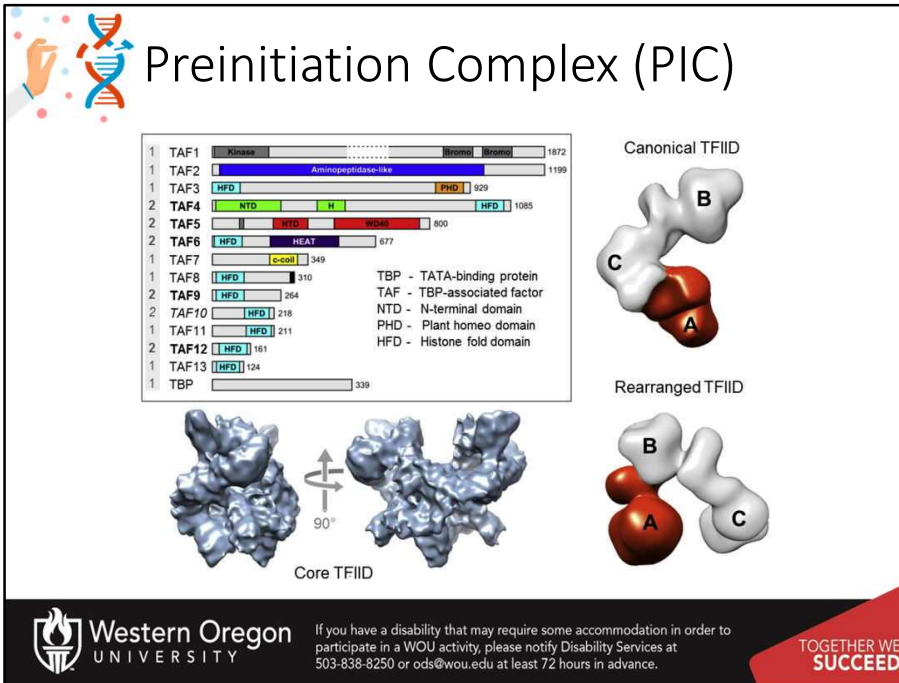 Preinitiation Complex (PIC)
1 TAF1 Kinase Bromo Bromo 1872
1 TAF2 Aminopeptidase-like 1199
1 TAF3 HFD PHD 929
2 TAF4 NTD H HFD 1085
2 TAF5 NTD WD40 800
2 TAF6 HFD HEAT 677
1 TAF7 c-coil 349
1 TAF8 HFD 310
2 TAF9 HFD 264
2 TAF10 HFD 218
1 TAF11 HFD 211
2 TAF12 HFD 161
1 TAF13 HFD 124
1 TBP 339
TBP - TATA-binding protein
TAF - TBP-associated factor
NTD - N-terminal domain
PHD - Plant homeo domain
HFD - Histone fold domain
Canonical TFIID
B
C
A
Rearranged TFIID
B
A
C
90°
Core TFIID
Western Oregon
UNIVERSITY
If you have a disability that may require some accommodation in order to
participate in a WOU activity, please notify Disability Services at
503-838-8250 or ods@wou.edu at least 72 hours in advance.
TOGETHER WE
SUCCEED